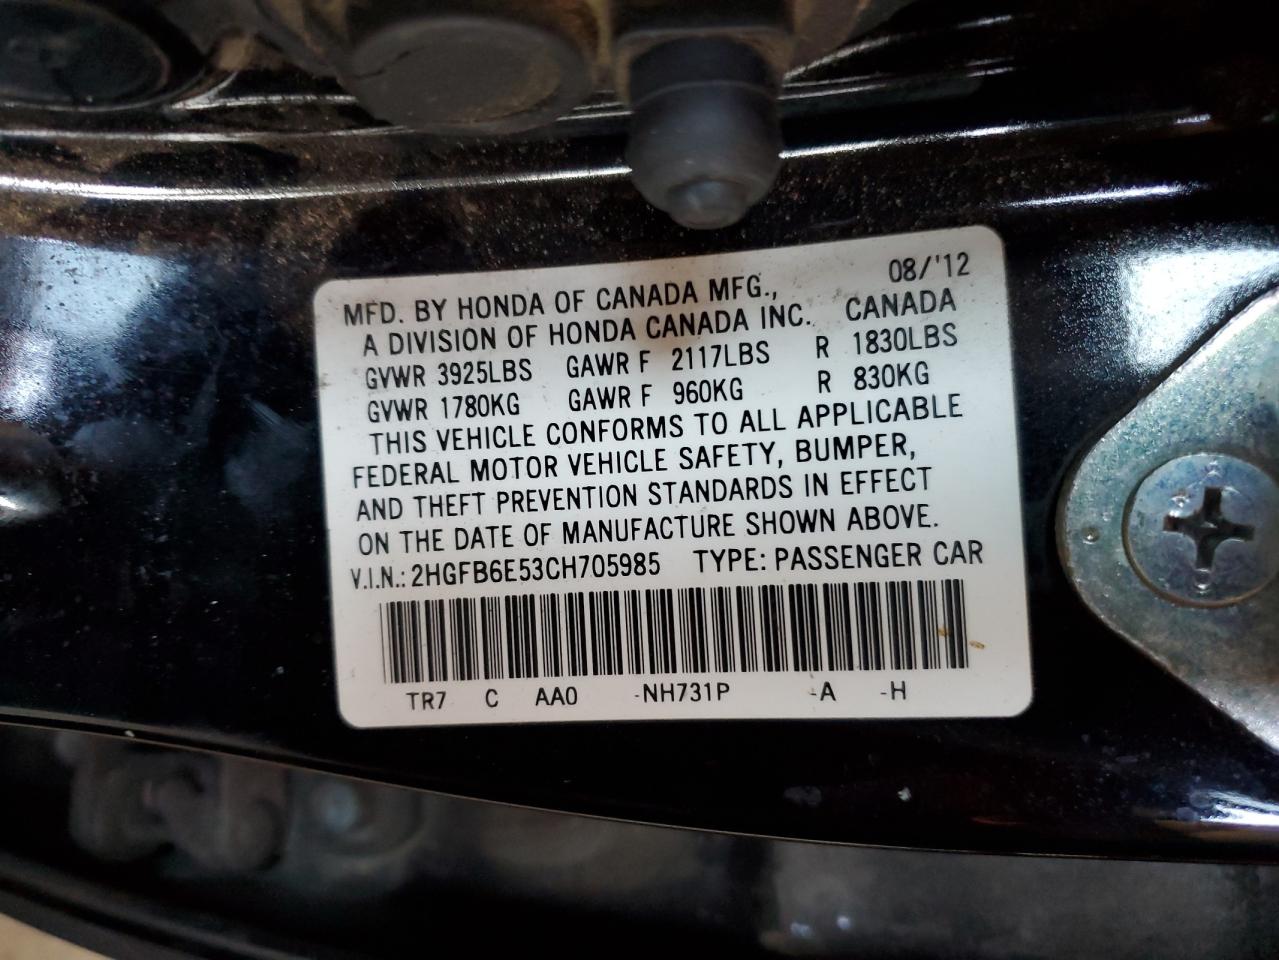 08/'12
MFD. BY HONDA OF CANADA MFG.,
A DIVISION OF HONDA CANADA INC. CANADA
GVWR 3925LBS GAWR F 2117LBS R 1830LBS
GVWR 1780KG GAWR F 960KG R 830KG
THIS VEHICLE CONFORMS TO ALL APPLICABLE
FEDERAL MOTOR VEHICLE SAFETY, BUMPER,
AND THEFT PREVENTION STANDARDS IN EFFECT
ON THE DATE OF MANUFACTURE SHOWN ABOVE.
V.I.N.: 2HGFB6E53CH705985 TYPE: PASSENGER CAR
TR7 C AA0 -NH731P -A -H